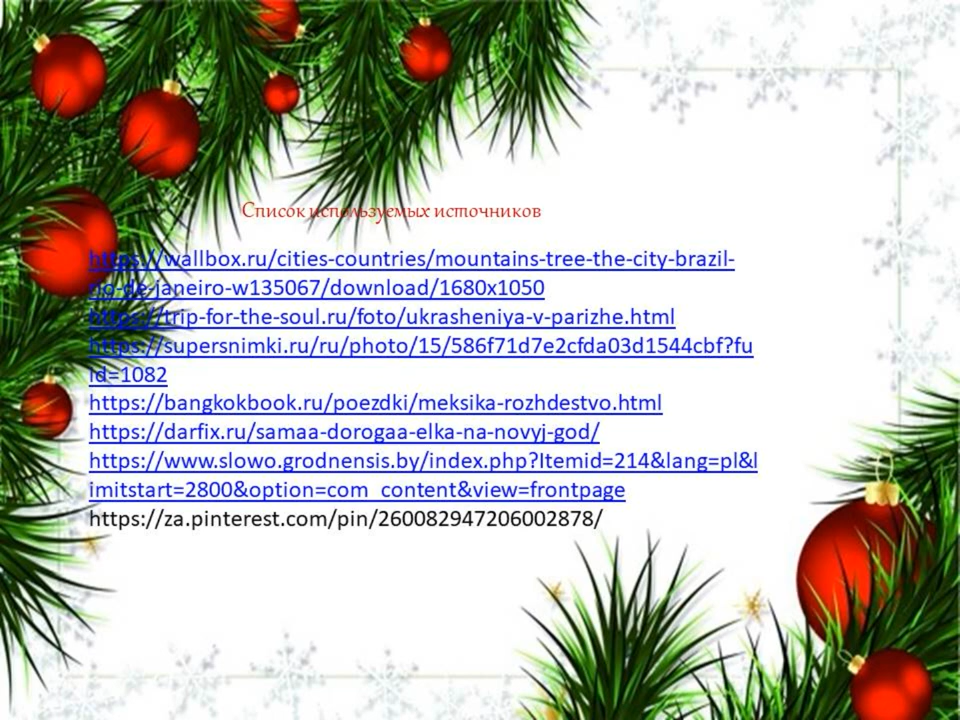 Список используемых источников
https://wallbox.ru/cities-countries/mountains-tree-the-city-brazil-
rio-de-janeiro-w135067/download/1680x1050
https://trip-for-the-soul.ru/foto/ukrasheniya-v-parizhe.html
https://supersnimki.ru/ru/photo/15/586f71d7e2cfda03d1544cbf?fu
id=1082
https://bangkokbook.ru/poezdki/meksika-rozhdestvo.html
https://darfix.ru/samaa-dorogaa-elka-na-novyj-god/
https://www.slowo.grodnensis.by/index.php?Itemid=214&lang=pl&l
imitstart=2800&option=com_content&view=frontpage
https://za.pinterest.com/pin/260082947206002878/